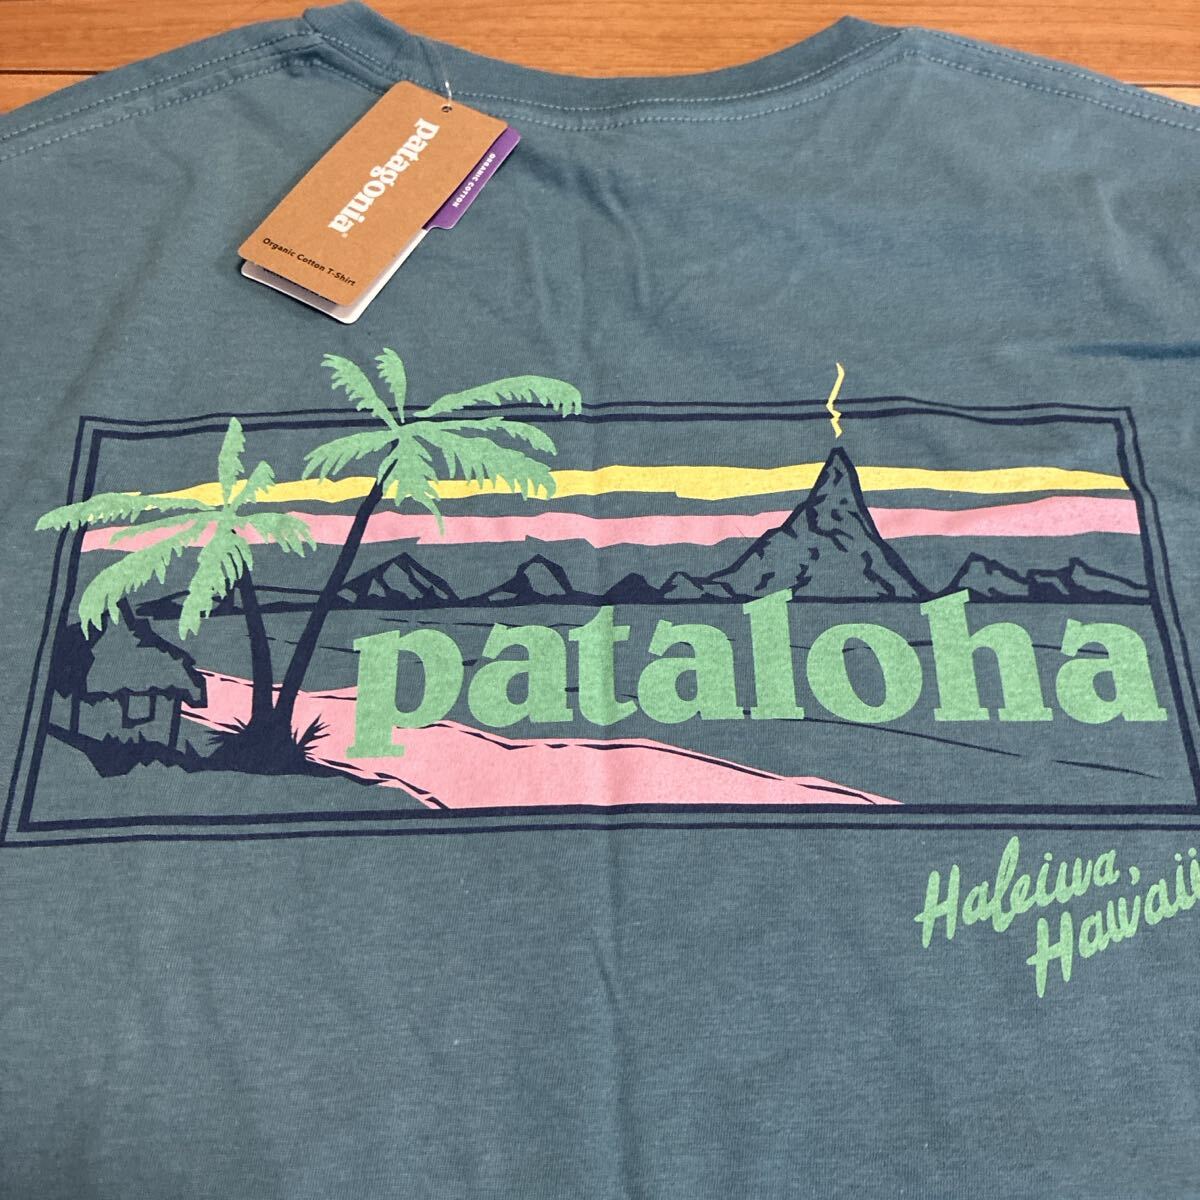 patagonia®
Organic Cotton T-Shirt
ORGANIC COTTON
pataloha
Haleiwa,
Hawaii